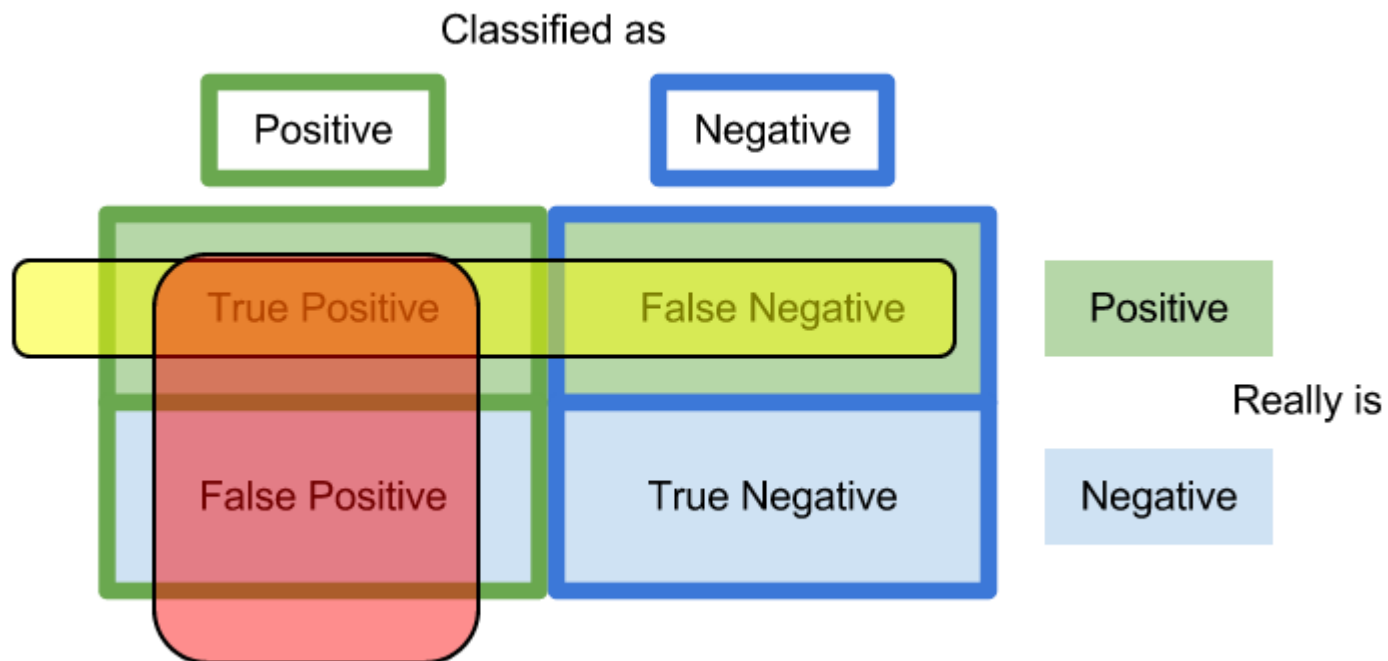 Classified as
Positive Negative
True Positive False Negative Positive
Really is
False Positive True Negative Negative